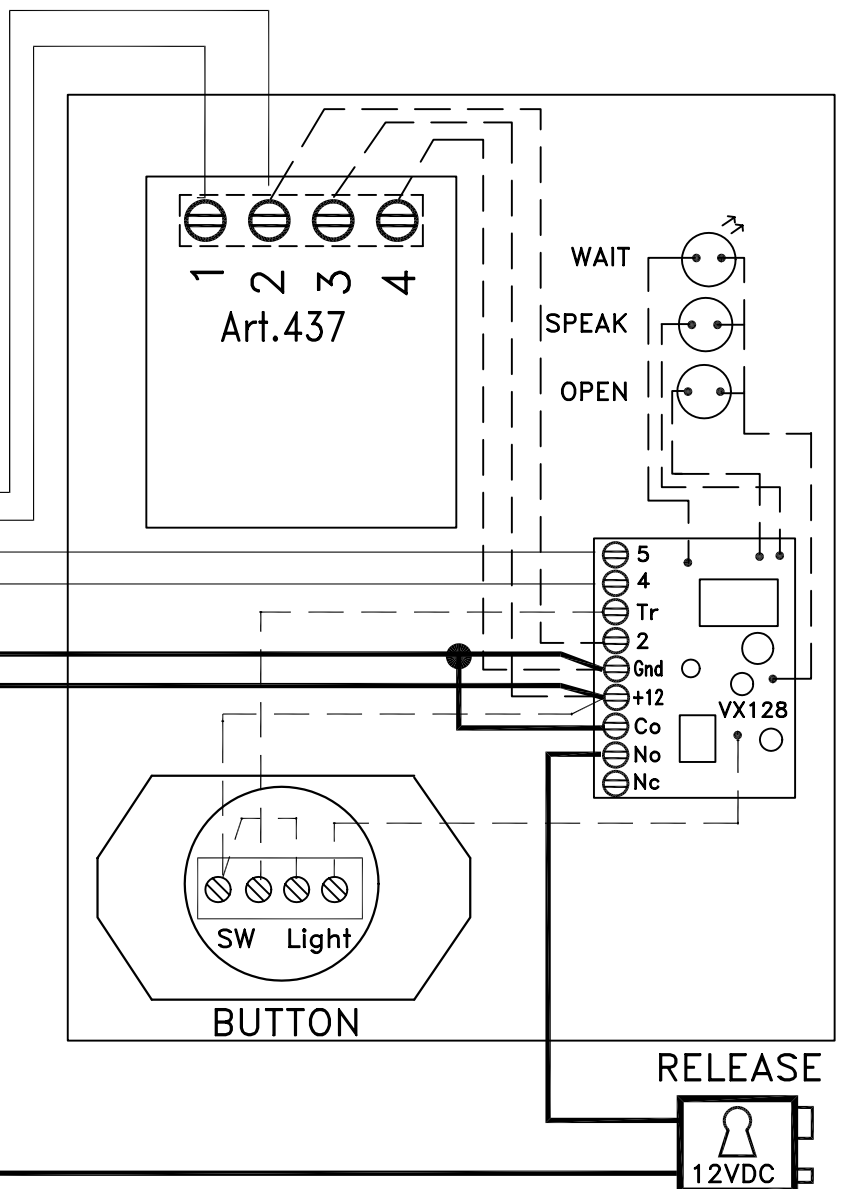 1 2 3 4
Art.437
WAIT
SPEAK
OPEN
5
4
Tr
2
Gnd
+12
Co
No
Nc
VX128
SW Light
BUTTON
RELEASE
12VDC